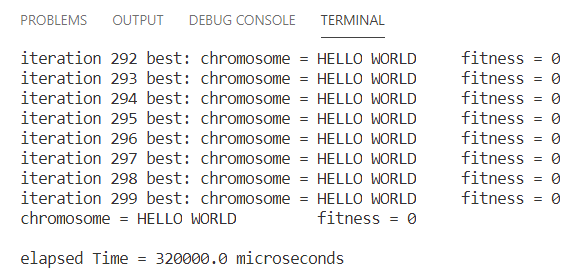 PROBLEMS OUTPUT DEBUG CONSOLE TERMINAL
iteration 292 best: chromosome = HELLO WORLD fitness = 0
iteration 293 best: chromosome = HELLO WORLD fitness = 0
iteration 294 best: chromosome = HELLO WORLD fitness = 0
iteration 295 best: chromosome = HELLO WORLD fitness = 0
iteration 296 best: chromosome = HELLO WORLD fitness = 0
iteration 297 best: chromosome = HELLO WORLD fitness = 0
iteration 298 best: chromosome = HELLO WORLD fitness = 0
iteration 299 best: chromosome = HELLO WORLD fitness = 0
chromosome = HELLO WORLD fitness = 0
elapsed Time = 320000.0 microseconds